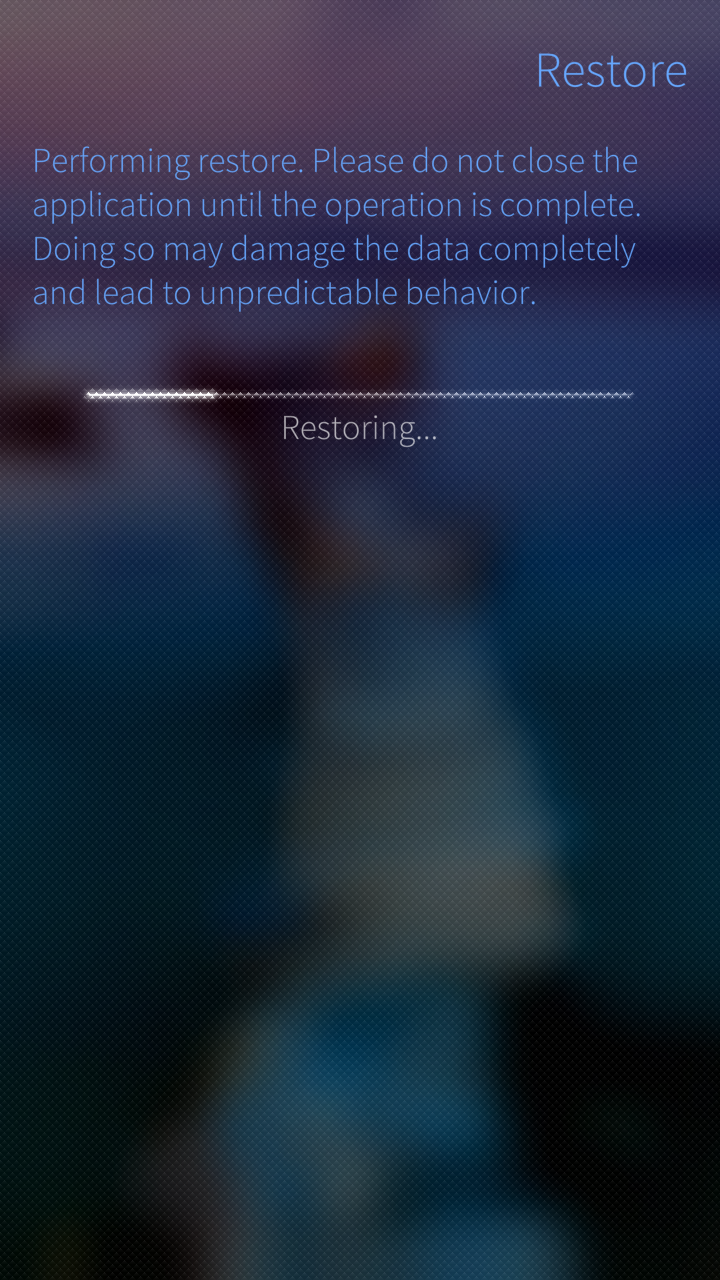 Restore
Performing restore. Please do not close the
application until the operation is complete.
Doing so may damage the data completely
and lead to unpredictable behavior.
Restoring...